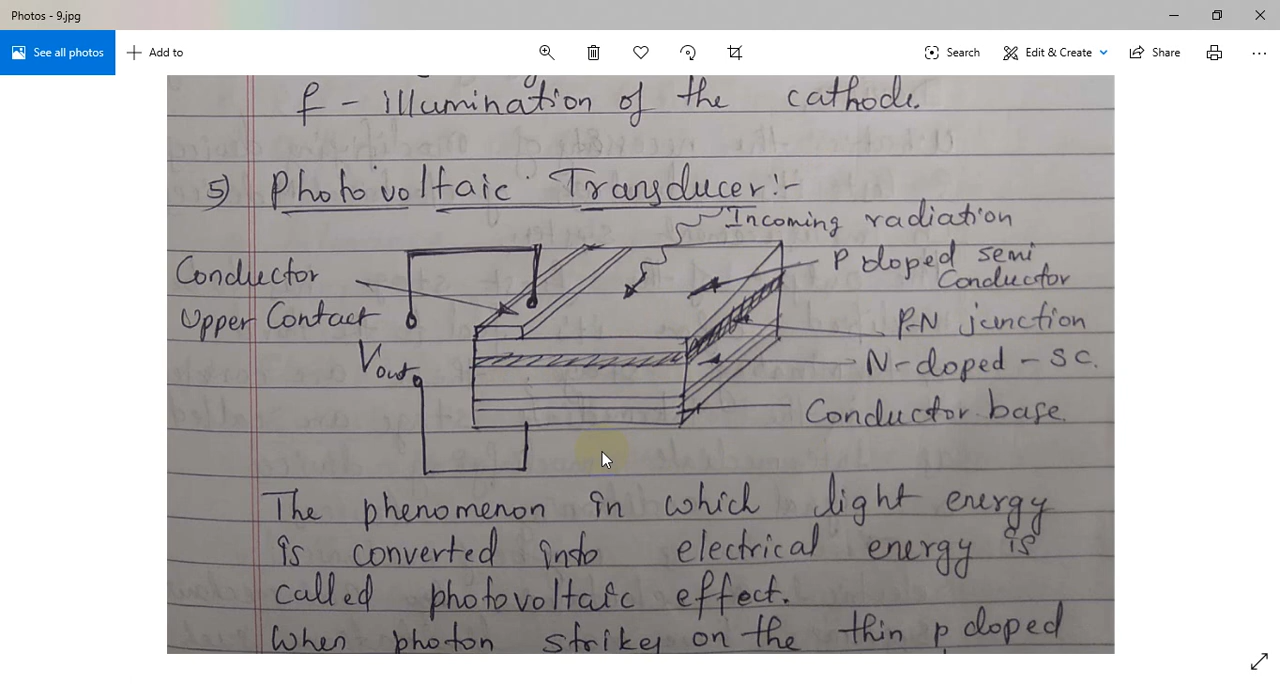 Photos - 9.jpg
See all photos
Add to
Search
Edit & Create
Share
f - illumination of the cathode.
5) Photovoltaic Transducer:-
Incoming radiation
Conductor
Upper Contact
P doped semi
Conductor
P-N junction
Vout
N-doped - SC.
Conductor base.
The phenomenon in which light energy
is converted into electrical energy is
called photovoltaic effect.
When photon strikes on the thin p doped